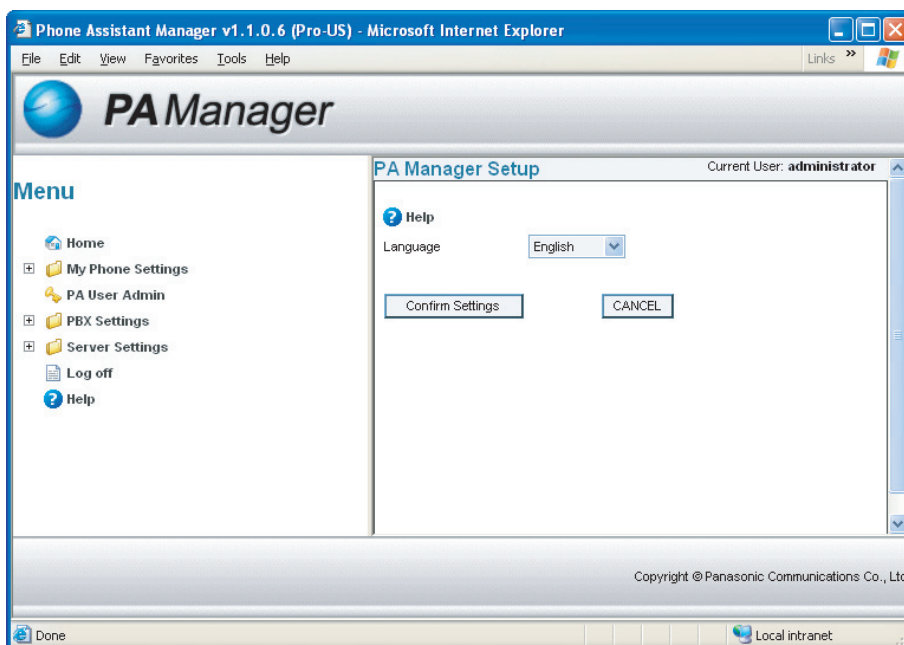 Phone Assistant Manager v1.1.0.6 (Pro-US) - Microsoft Internet Explorer
File Edit View Favorites Tools Help
Links »
PA Manager
Menu
Home
My Phone Settings
PA User Admin
PBX Settings
Server Settings
Log off
Help
PA Manager Setup
Current User: administrator
Help
Language English
Confirm Settings CANCEL
Copyright © Panasonic Communications Co., Ltd
Done
Local intranet